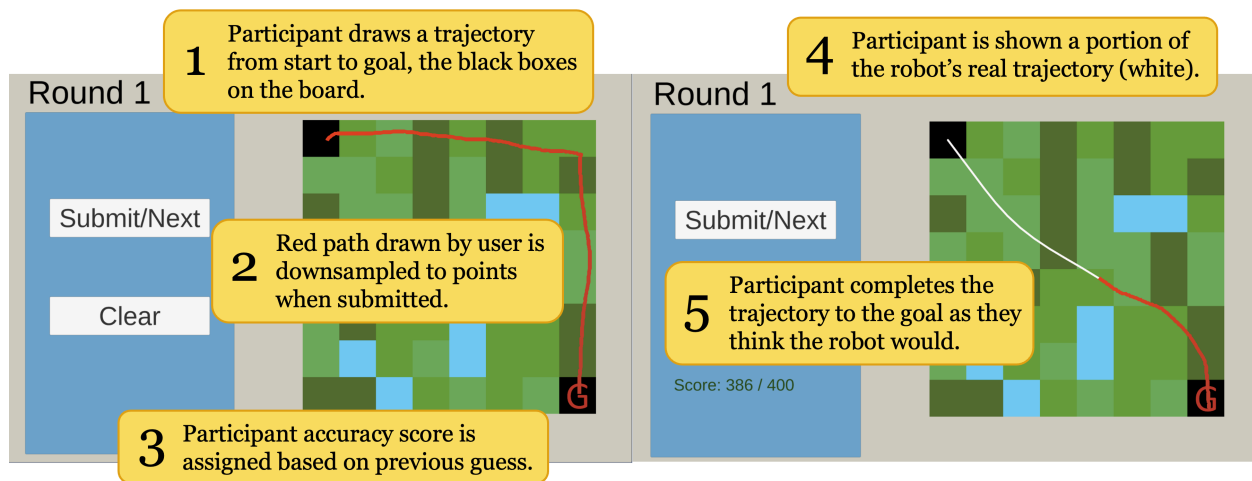 1
Participant draws a trajectory
from start to goal, the black boxes
on the board.
Round 1
Submit/Next
2
Red path drawn by user is
downsampled to points
when submitted.
Clear
G
3
Participant accuracy score is
assigned based on previous guess.
4
Participant is shown a portion of
the robot’s real trajectory (white).
Round 1
Submit/Next
5
Participant completes the
trajectory to the goal as they
think the robot would.
Score: 386 / 400
G